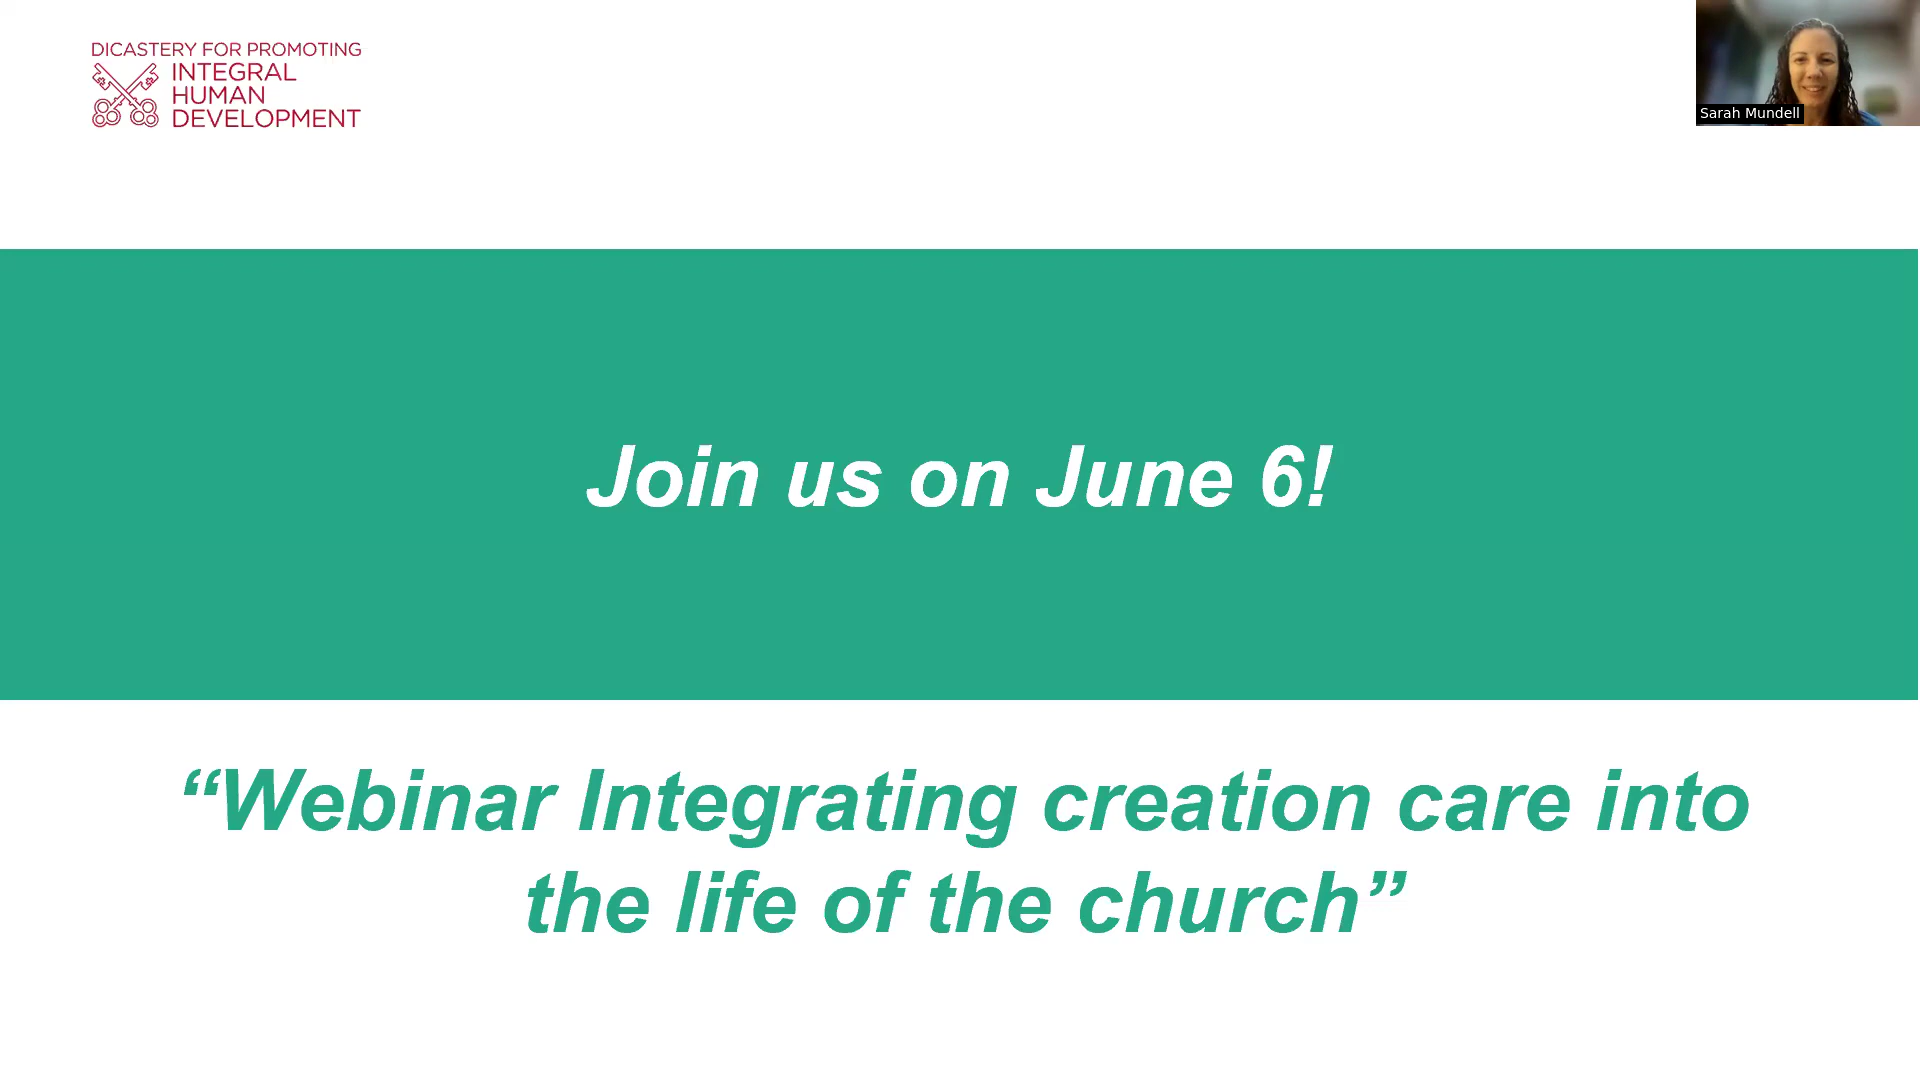 DICASTERY FOR PROMOTING
INTEGRAL
HUMAN
DEVELOPMENT
Sarah Mundell
Join us on June 6!
“Webinar Integrating creation care into
the life of the church”